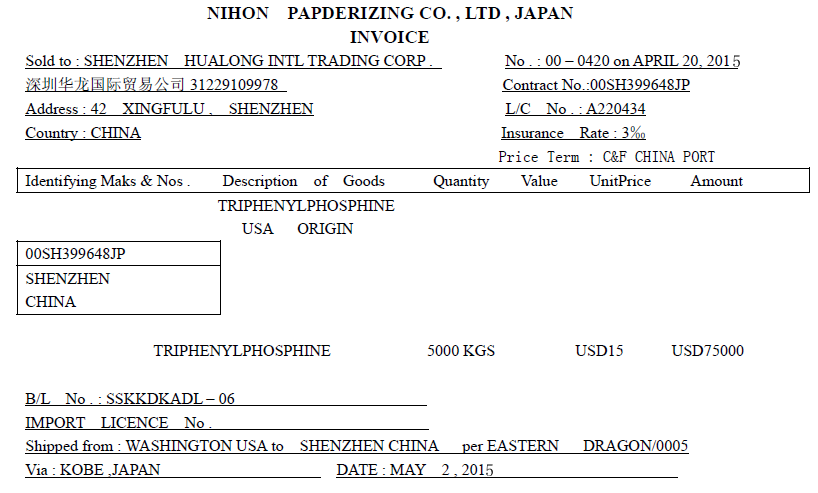 NIHON PAPDERIZING CO. , LTD , JAPAN
INVOICE
Sold to : SHENZHEN HUALONG INTL TRADING CORP . No . : 00 – 0420 on APRIL 20, 2015
深圳华龙国际贸易公司 31229109978 Contract No.:00SH399648JP
Address : 42 XINGFULU , SHENZHEN L/C No . : A220434
Country : CHINA Insurance Rate : 3‰
Price Term : C&F CHINA PORT
Identifying Maks & Nos . Description of Goods Quantity Value UnitPrice Amount
TRIPHENYLPHOSPHINE
USA ORIGIN
00SH399648JP
SHENZHEN
CHINA
TRIPHENYLPHOSPHINE 5000 KGS USD15 USD75000
B/L No . : SSKKDKADL – 06
IMPORT LICENCE No .
Shipped from : WASHINGTON USA to SHENZHEN CHINA per EASTERN DRAGON/0005
Via : KOBE ,JAPAN DATE : MAY 2 , 2015